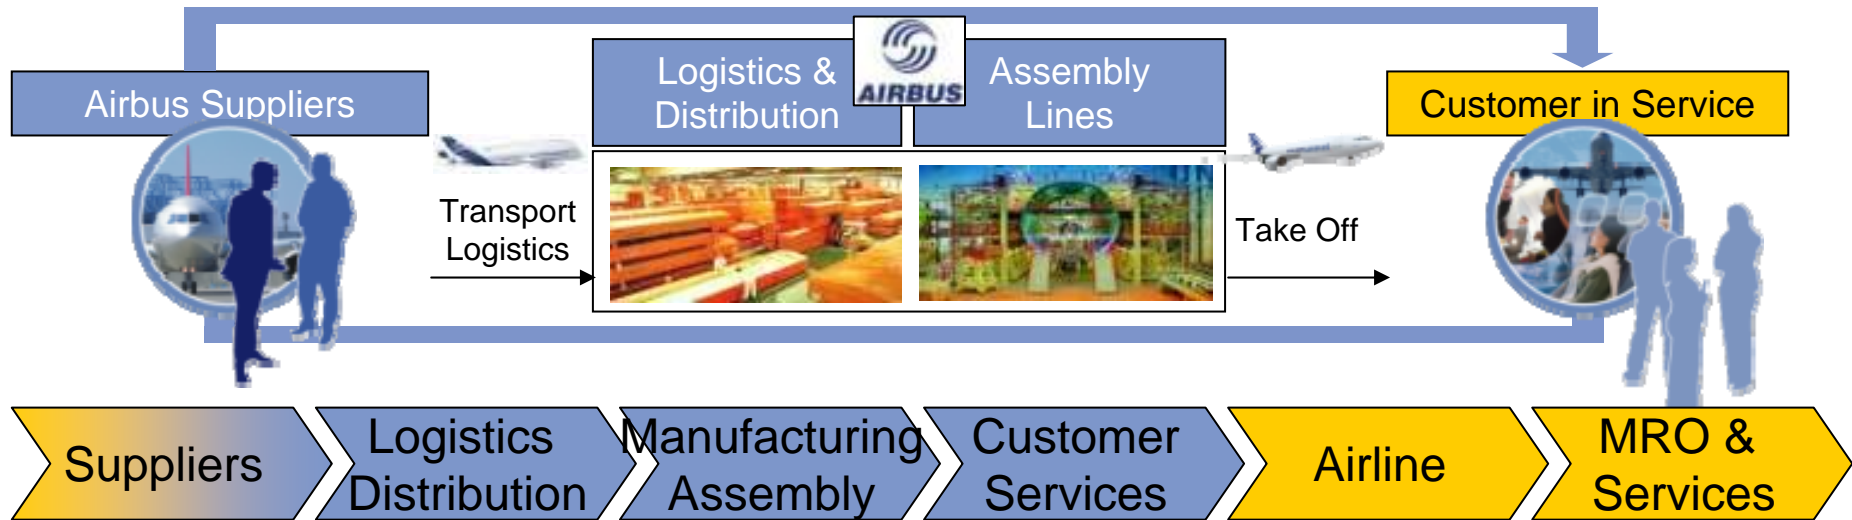 Airbus Suppliers
Logistics &
Distribution
AIRBUS
Assembly
Lines
Customer in Service
Transport
Logistics
Take Off
Suppliers
Logistics
Distribution
Manufacturing
Assembly
Customer
Services
Airline
MRO &
Services